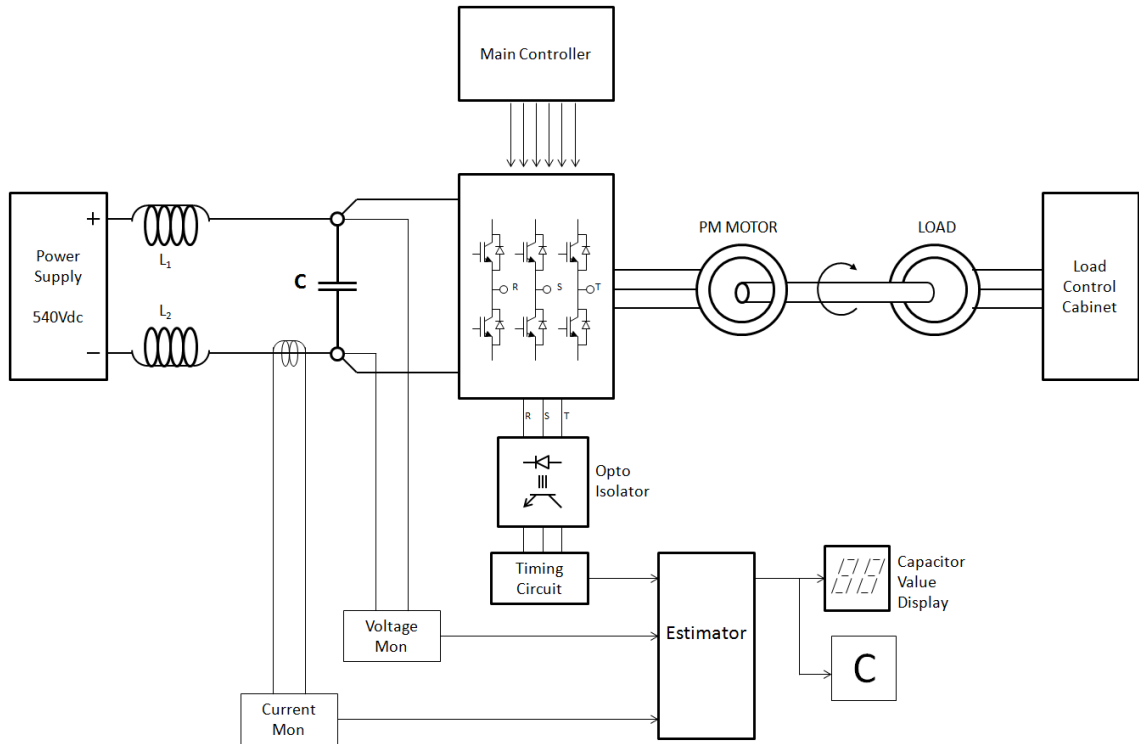 Main Controller
Power
Supply
540Vdc
+
−
L1
L2
C
R
S
T
PM MOTOR
LOAD
Load
Control
Cabinet
R
S
T
Opto
Isolator
Timing
Circuit
Voltage
Mon
Current
Mon
Estimator
Capacitor
Value
Display
C